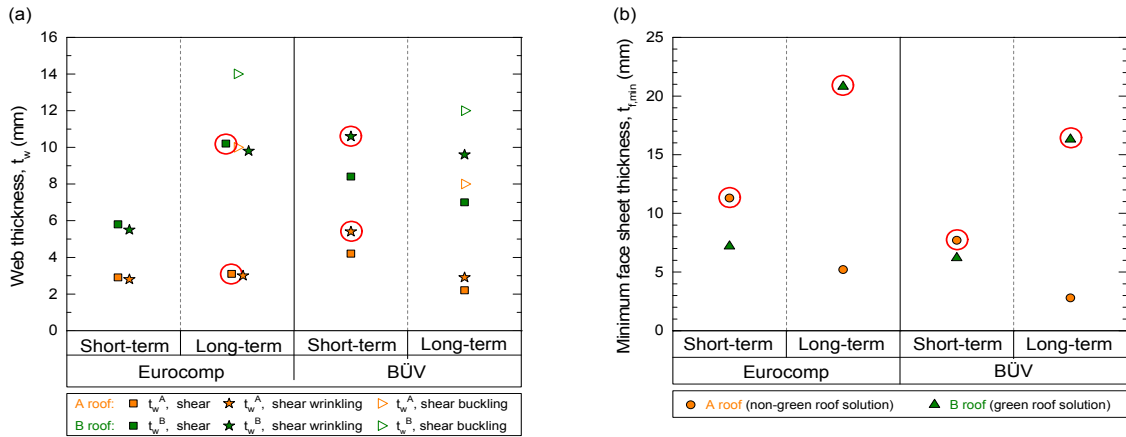 (a)
16
14
12
10
8
6
4
2
0
Web thickness, t_w (mm)
Short-term Long-term Short-term Long-term
Eurocomp BÜV
A roof: t_w^A, shear t_w^A, shear wrinkling t_w^A, shear buckling
B roof: t_w^B, shear t_w^B, shear wrinkling t_w^B, shear buckling
(b)
25
20
15
10
5
0
Minimum face sheet thickness, t_f,min (mm)
Short-term Long-term Short-term Long-term
Eurocomp BÜV
A roof (non-green roof solution) B roof (green roof solution)